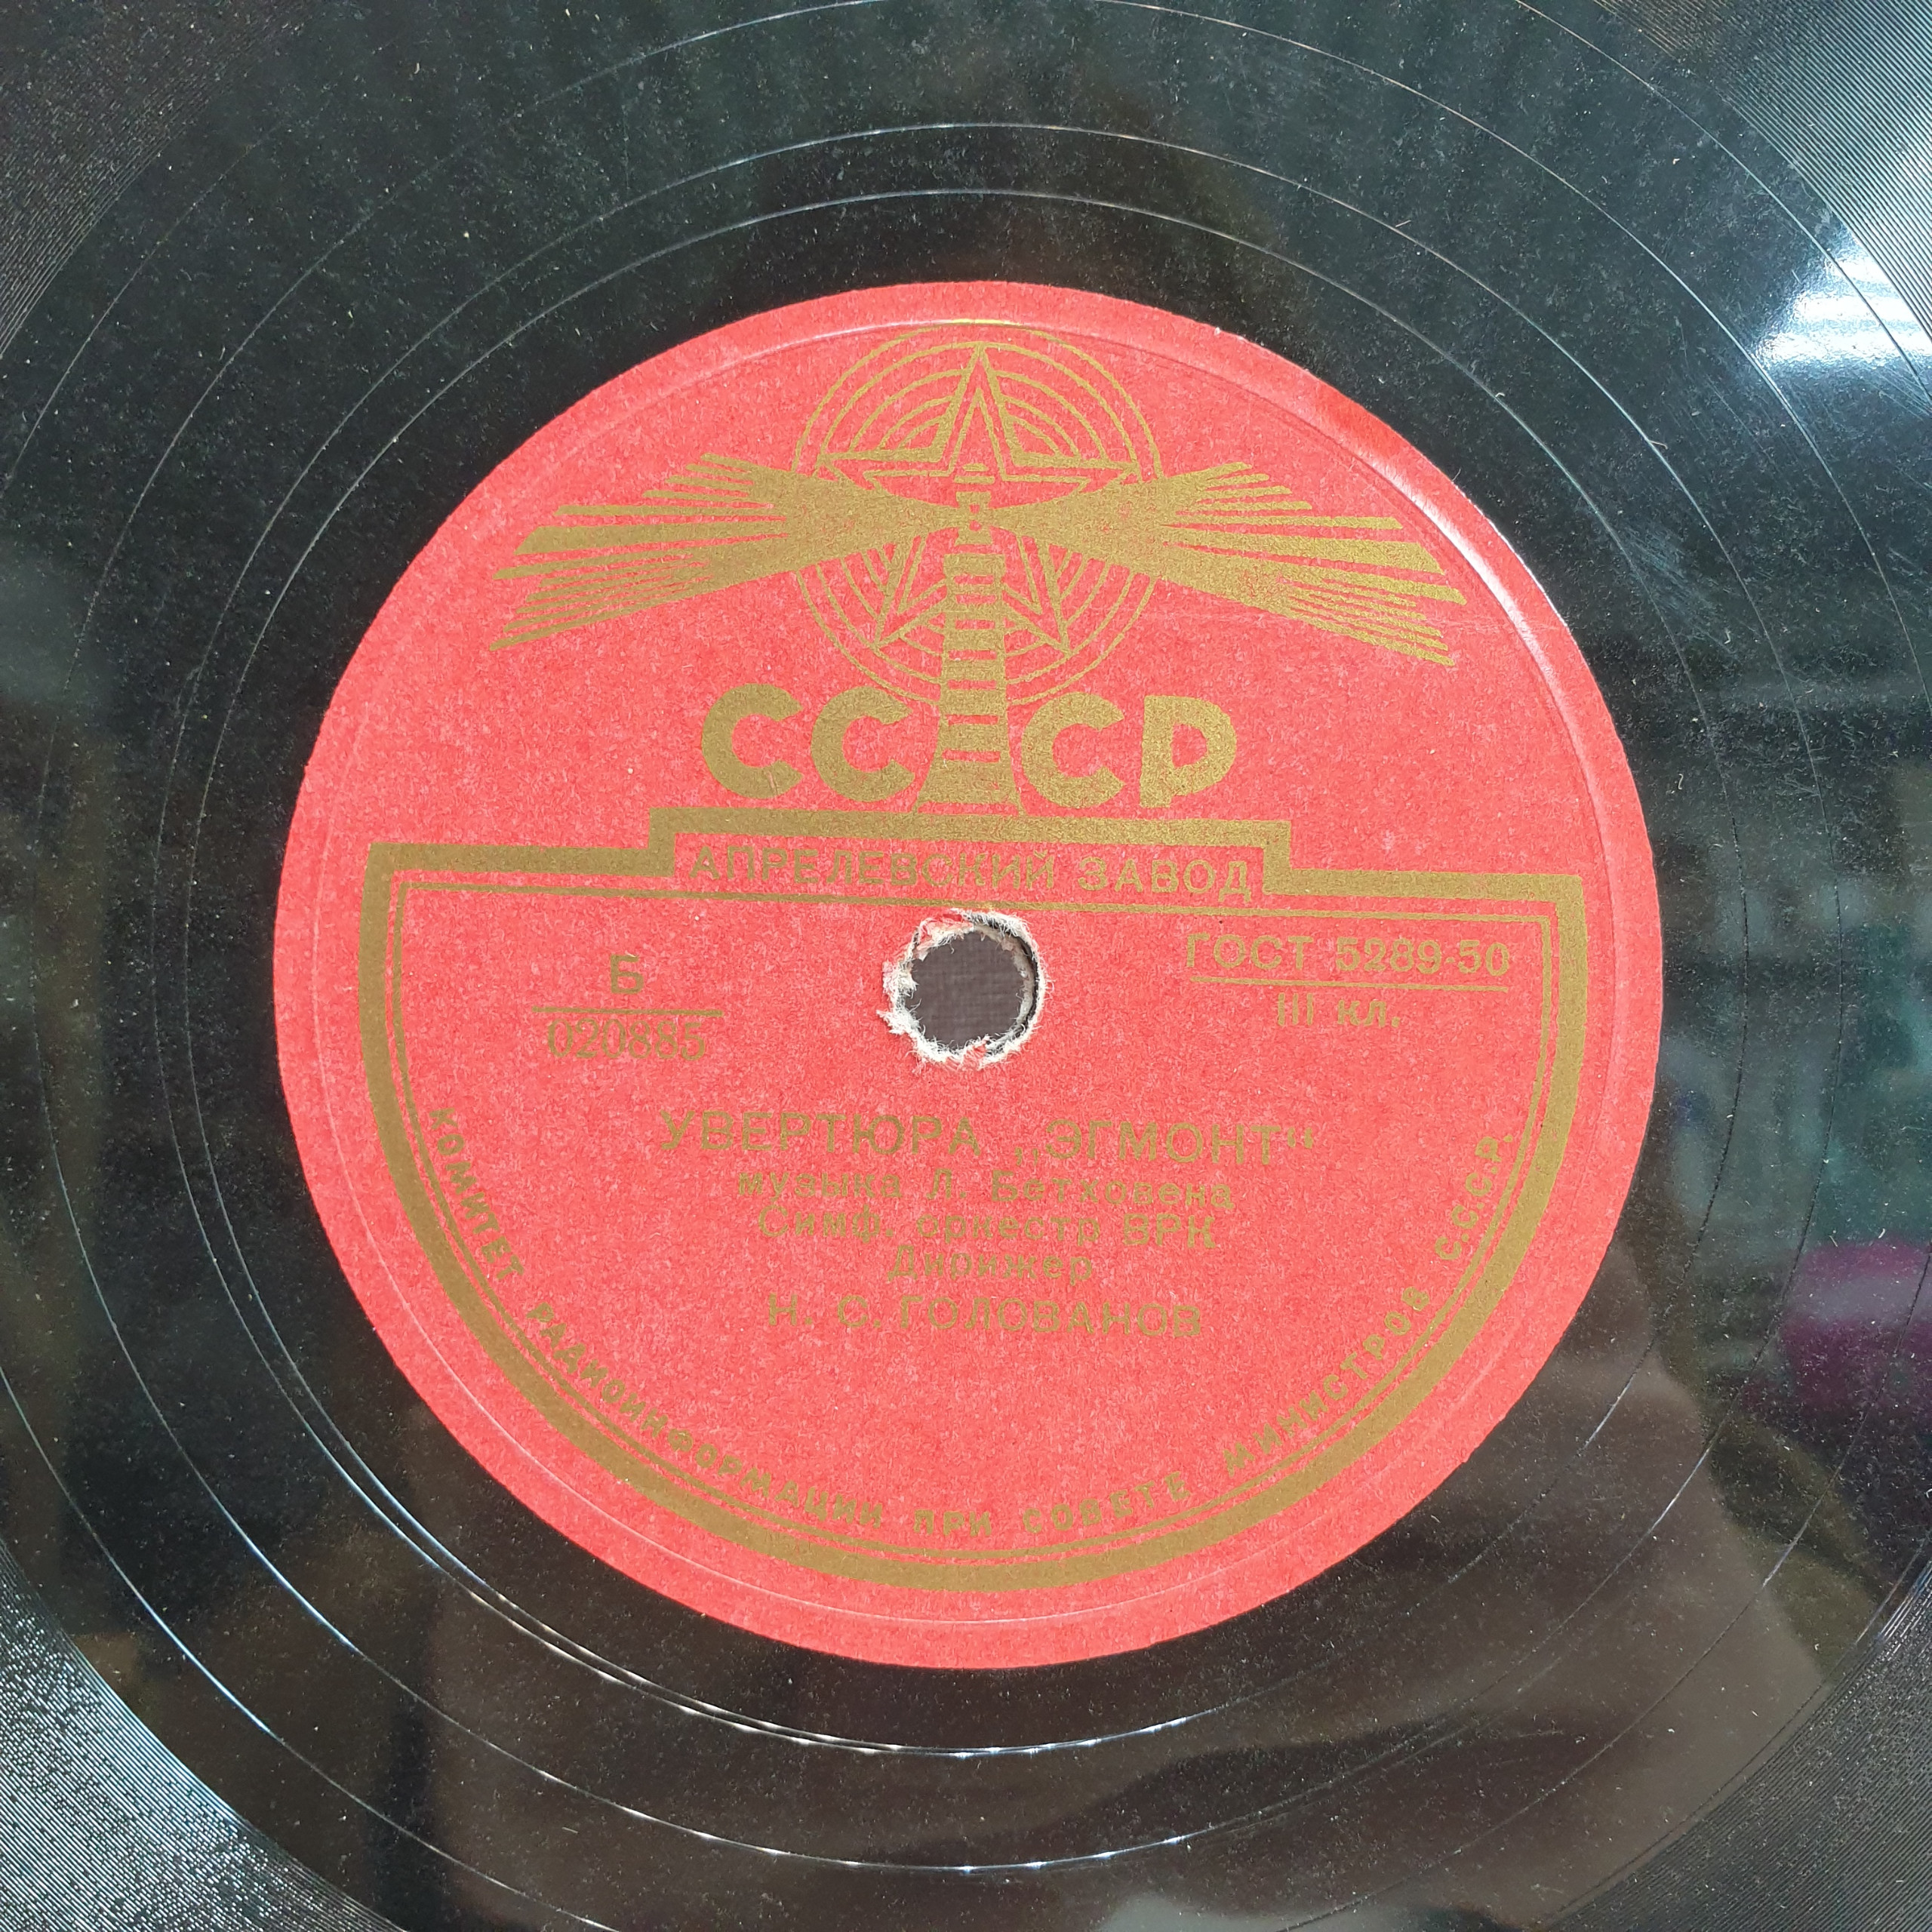 СССР
АПРЕЛЕВСКИЙ ЗАВОД
Б
020885
ГОСТ 5289-50
III кл.
УВЕРТЮРА „ЭГМОНТ“
музыка Л. Бетховена
Симф. оркестр ВРК
Дирижер
Н. С. ГОЛОВАНОВ
КОМИТЕТ РАДИОИНФОРМАЦИИ ПРИ СОВЕТЕ МИНИСТРОВ С.С.С.Р.